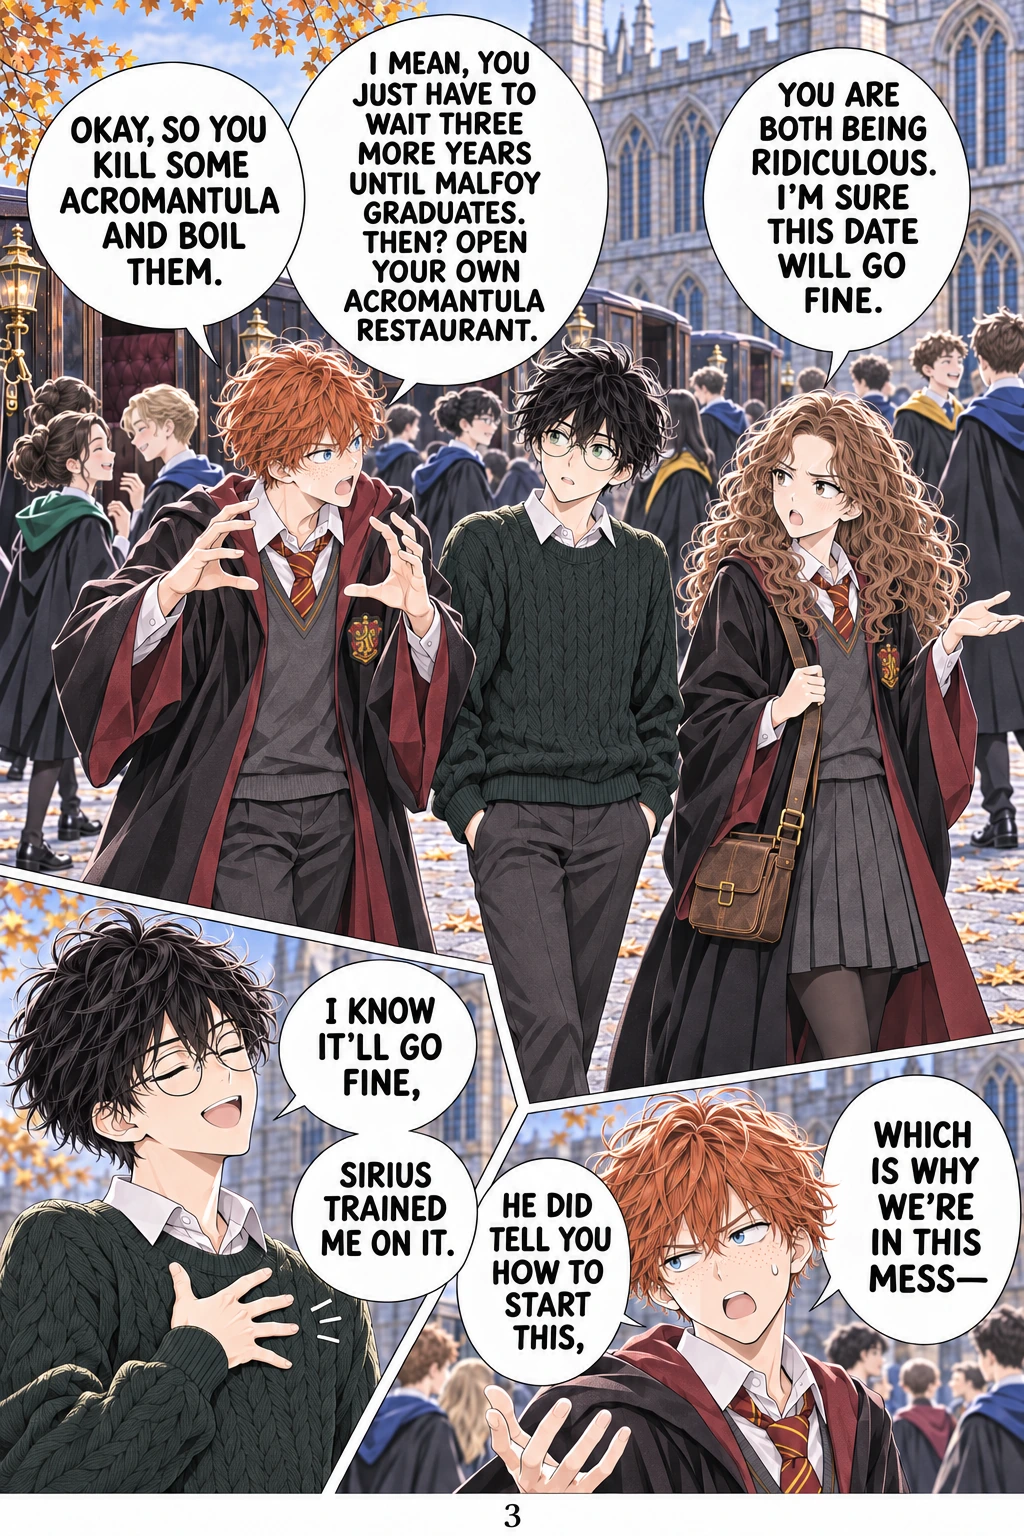 OKAY, SO YOU
KILL SOME
ACROMANTULA
AND BOIL
THEM.
I MEAN, YOU
JUST HAVE TO
WAIT THREE
MORE YEARS
UNTIL MALFOY
GRADUATES.
THEN? OPEN
YOUR OWN
ACROMANTULA
RESTAURANT.
YOU ARE
BOTH BEING
RIDICULOUS.
I'M SURE
THIS DATE
WILL GO
FINE.
I KNOW
IT'LL GO
FINE,
SIRIUS
TRAINED
ME ON IT.
HE DID
TELL YOU
HOW TO
START
THIS,
WHICH
IS WHY
WE'RE
IN THIS
MESS—
3